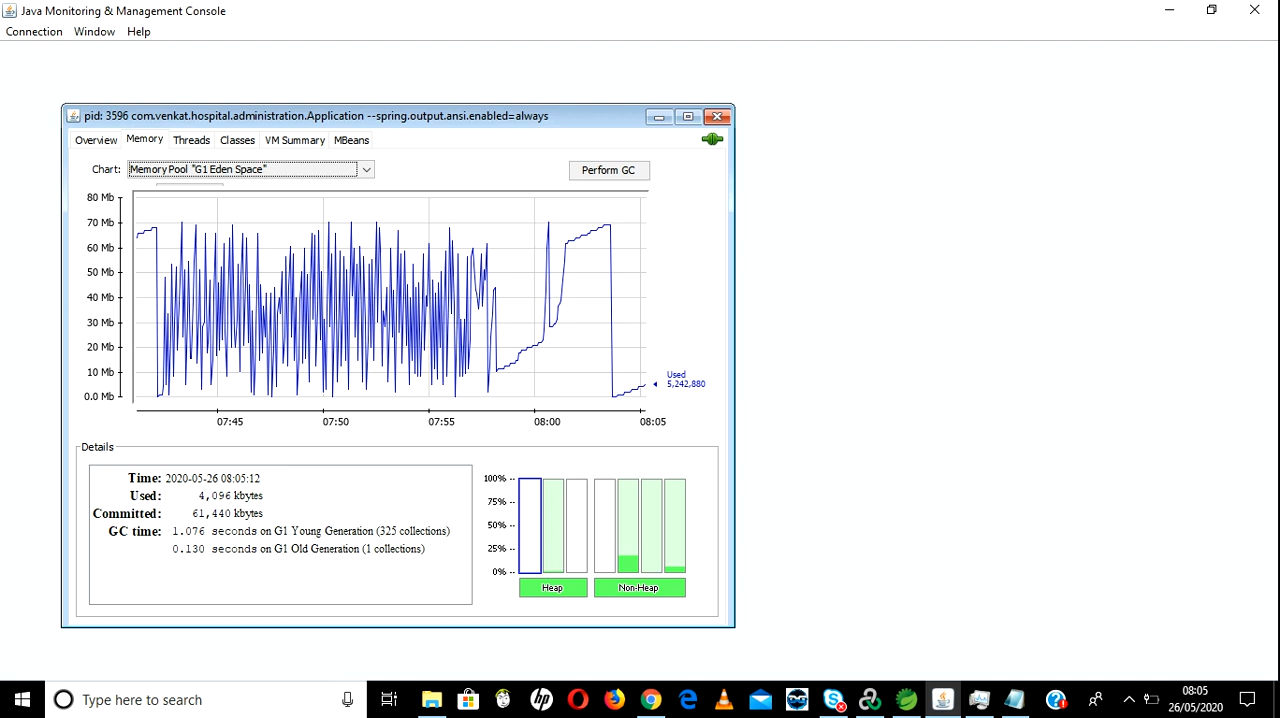 Java Monitoring & Management Console
Connection Window Help
pid: 3596 com.venkat.hospital.administration.Application --spring.output.ansi.enabled=always
Overview Memory Threads Classes VM Summary MBeans
Chart: Memory Pool "G1 Eden Space" Perform GC
80 Mb
70 Mb
60 Mb
50 Mb
40 Mb
30 Mb
20 Mb
10 Mb
0.0 Mb
Used
5,242,880
07:45 07:50 07:55 08:00 08:05
Details
Time: 2020-05-26 08:05:12
Used: 4,096 kbytes
Committed: 61,440 kbytes
GC time: 1.076 seconds on G1 Young Generation (325 collections)
0.130 seconds on G1 Old Generation (1 collections)
100% --
75% --
50% --
25% --
0% --
Heap Non-Heap
Type here to search
08:05
26/05/2020